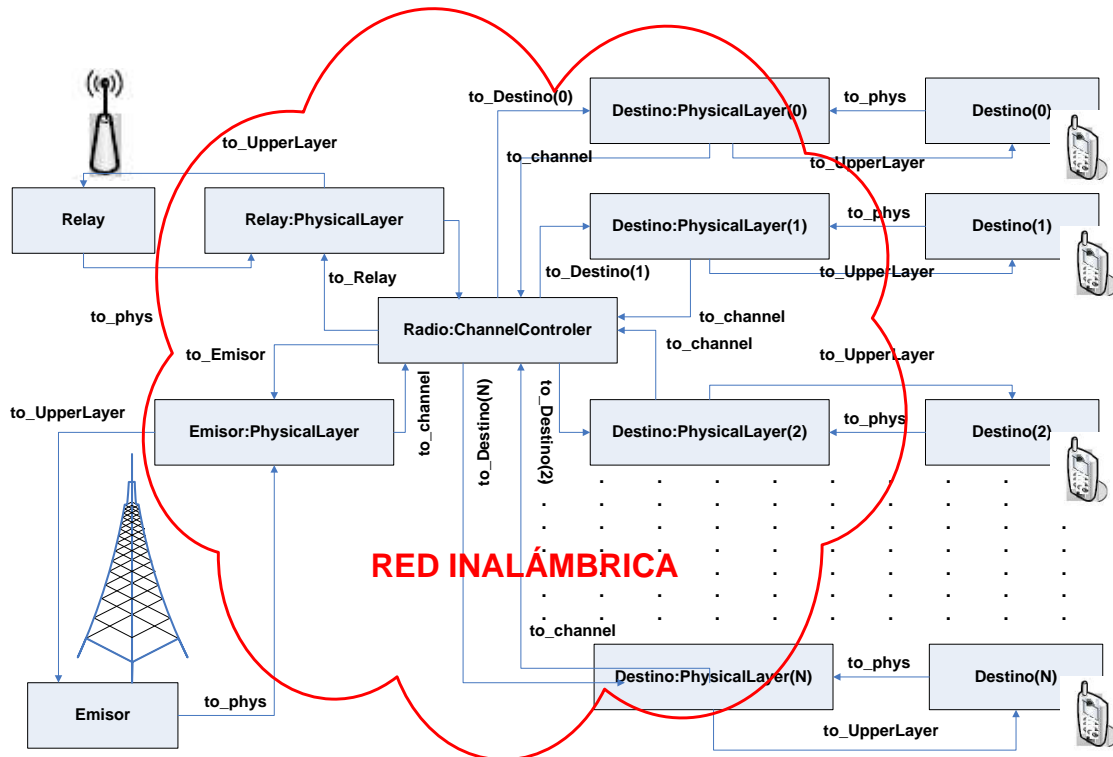 to_Destino(0)
Destino:PhysicalLayer(0)
to_phys
Destino(0)
to_UpperLayer
to_channel
to_UpperLayer
Relay
Relay:PhysicalLayer
Destino:PhysicalLayer(1)
to_phys
Destino(1)
to_Relay
to_Destino(1)
to_UpperLayer
to_phys
Radio:ChannelControler
to_channel
to_channel
to_Emisor
to_UpperLayer
to_UpperLayer
Emisor:PhysicalLayer
to_channel
to_Destino(N)
to_Destino(2)
Destino:PhysicalLayer(2)
to_phys
Destino(2)
RED INALÁMBRICA
to_channel
Destino:PhysicalLayer(N)
to_phys
Destino(N)
Emisor
to_phys
to_UpperLayer